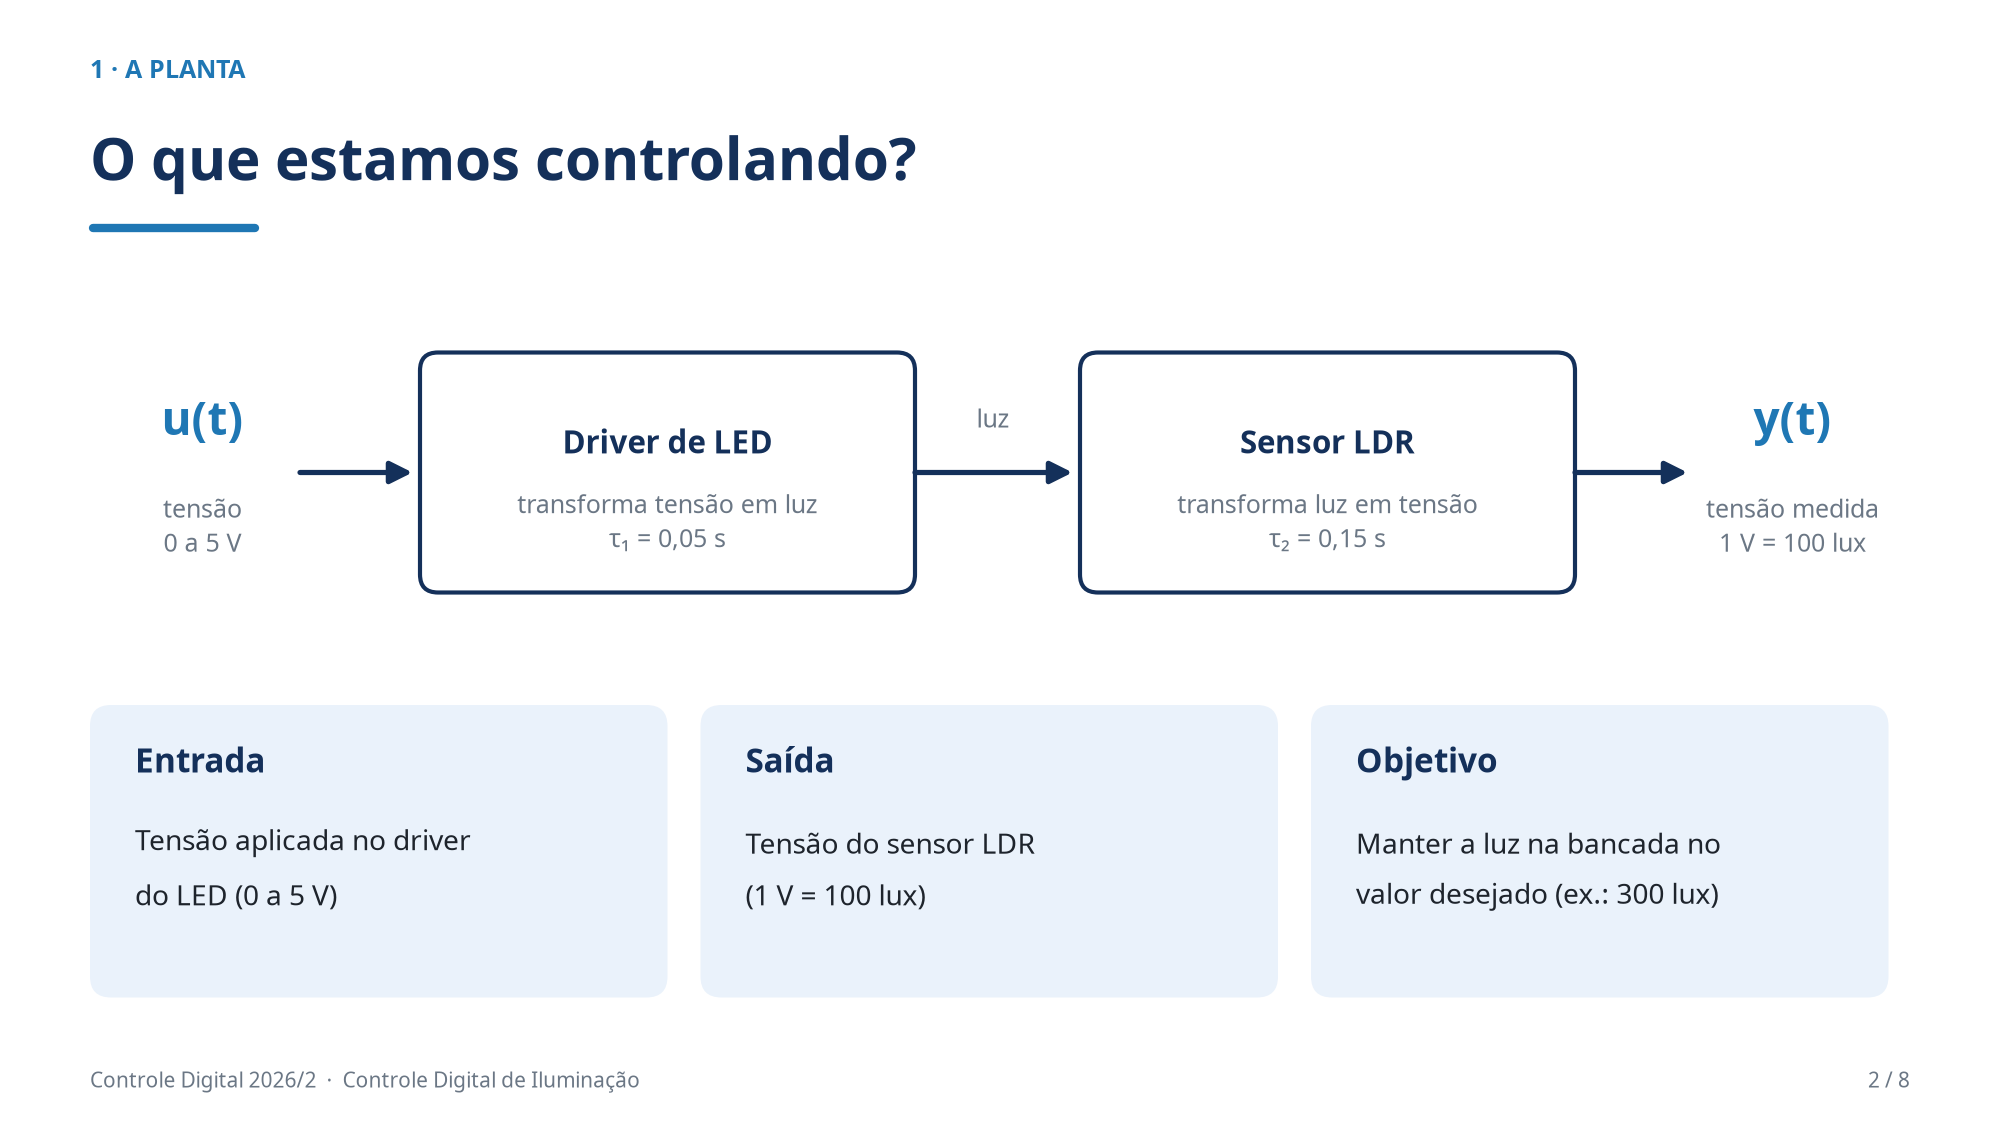 1 · A PLANTA
O que estamos controlando?
u(t)
tensão
0 a 5 V
Driver de LED
transforma tensão em luz
τ₁ = 0,05 s
luz
Sensor LDR
transforma luz em tensão
τ₂ = 0,15 s
y(t)
tensão medida
1 V = 100 lux
Entrada
Tensão aplicada no driver
do LED (0 a 5 V)
Saída
Tensão do sensor LDR
(1 V = 100 lux)
Objetivo
Manter a luz na bancada no
valor desejado (ex.: 300 lux)
Controle Digital 2026/2 · Controle Digital de Iluminação
2 / 8